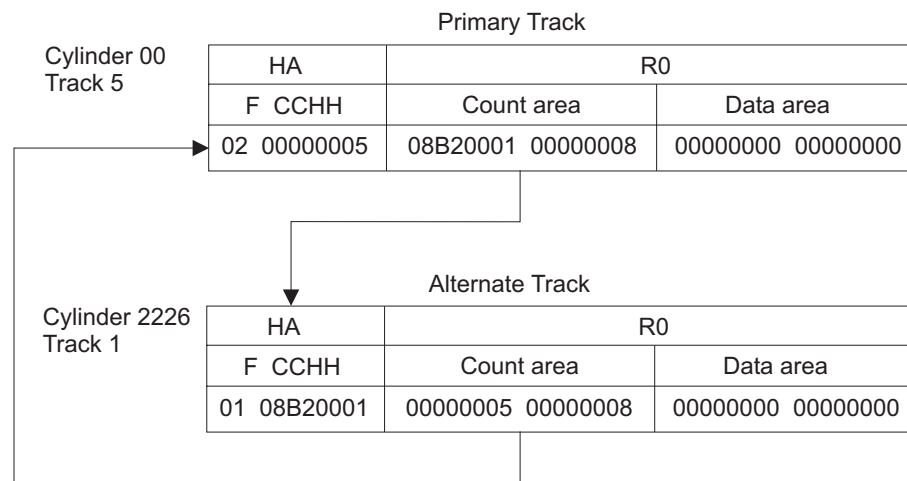 Primary Track
Cylinder 00
Track 5
HA R0
F CCHH Count area Data area
02 00000005 08B20001 00000008 00000000 00000000
Alternate Track
Cylinder 2226
Track 1
HA R0
F CCHH Count area Data area
01 08B20001 00000005 00000008 00000000 00000000